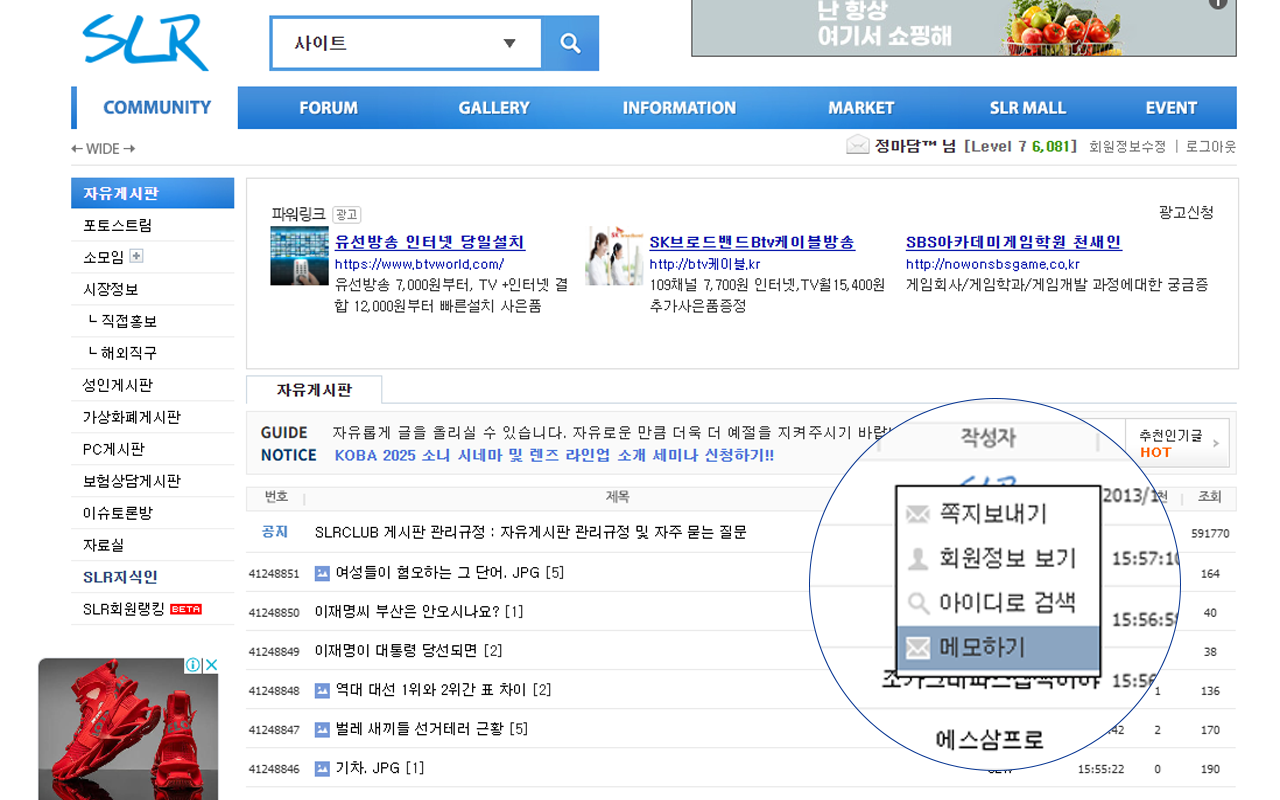 SLR
사이트
난 항상
여기서 쇼핑해
COMMUNITY FORUM GALLERY INFORMATION MARKET SLR MALL EVENT
← WIDE →
정마담™ 님 [Level 7 6,081] 회원정보수정 | 로그아웃
자유게시판
포토스트림
소모임
시장정보
└ 직접홍보
└ 해외직구
성인게시판
가상화폐게시판
PC게시판
보험상담게시판
이슈토론방
자료실
SLR지식인
SLR회원랭킹 BETA
파워링크 광고
광고신청
유선방송 인터넷 당일설치
https://www.btvworld.com/
유선방송 7,000원부터, TV +인터넷 결
합 12,000원부터 빠른설치 사은품
SK브로드밴드Btv케이블방송
http://btv케이블.kr
109채널 7,700원 인터넷,TV월15,400원
추가사은품증정
SBS아카데미게임학원 천새인
http://nowonsbsgame.co.kr
게임회사/게임학과/게임개발 과정에대한 궁금증
자유게시판
GUIDE 자유롭게 글을 올리실 수 있습니다. 자유로운 만큼 더욱 더 예절을 지켜주시기
NOTICE KOBA 2025 소니 시네마 및 렌즈 라인업 소개 세미나 신청하기!!
추천인기글
HOT
번호 제목 조회
공지 SLRCLUB 게시판 관리규정 : 자유게시판 관리규정 및 자주 묻는 질문 591770
41248851 여성들이 혐오하는 그 단어. JPG [5] 164
41248850 이재명씨 부산은 안오시나요? [1] 40
41248849 이재명이 대통령 당선되면 [2] 38
41248848 역대 대선 1위와 2위간 표 차이 [2] 1 136
41248847 벌레 새끼들 선거테러 근황 [5] 2 170
41248846 기차. JPG [1] 15:55:22 0 190
작성자
2013/1
쪽지보내기
회원정보 보기 15:57:10
아이디로 검색 15:56:5
메모하기
15:56
에스삼프로